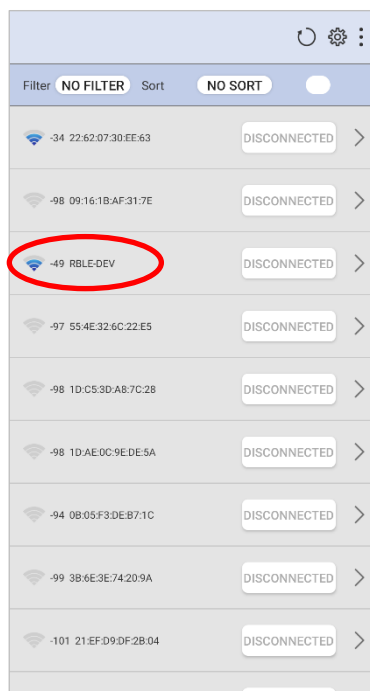 Filter NO FILTER Sort NO SORT
-34 22:62:07:30:EE:63 DISCONNECTED
-98 09:16:1B:AF:31:7E DISCONNECTED
-49 RBLE-DEV DISCONNECTED
-97 55:4E:32:6C:22:E5 DISCONNECTED
-98 1D:C5:3D:A8:7C:28 DISCONNECTED
-98 1D:AE:0C:9E:DE:5A DISCONNECTED
-94 0B:05:F3:DE:B7:1C DISCONNECTED
-99 3B:6E:3E:74:20:9A DISCONNECTED
-101 21:EF:D9:DF:2B:04 DISCONNECTED